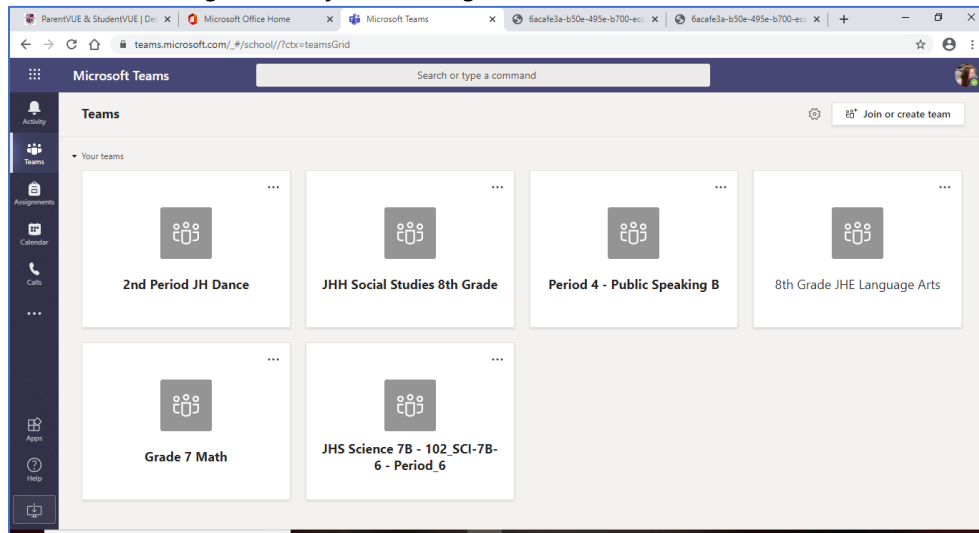 ParentVUE & StudentVUE | Des
Microsoft Office Home
Microsoft Teams
6acafe3a-b50e-495e-b700-ecc
6acafe3a-b50e-495e-b700-ecc
teams.microsoft.com/_#/school//?ctx=teamsGrid
Microsoft Teams
Search or type a command
Activity
Teams
Assignments
Calendar
Calls
Apps
Help
Teams
Join or create team
Your teams
2nd Period JH Dance
JHH Social Studies 8th Grade
Period 4 - Public Speaking B
8th Grade JHE Language Arts
Grade 7 Math
JHS Science 7B - 102_SCI-7B-
6 - Period_6